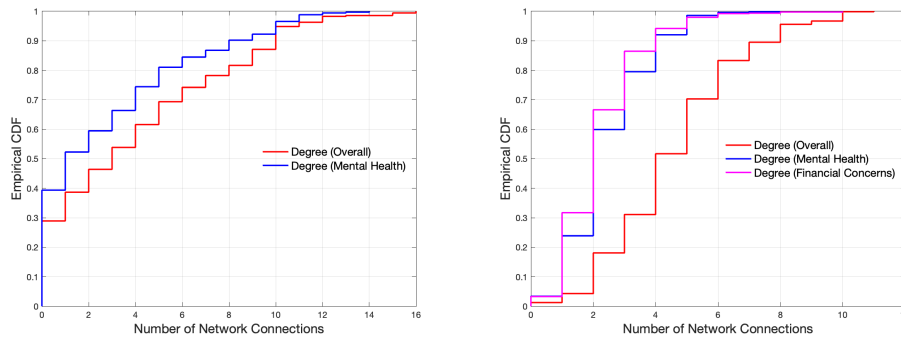 1
0.9
0.8
0.7
0.6
0.5
0.4
0.3
0.2
0.1
0
Empirical CDF
Degree (Overall)
Degree (Mental Health)
0 2 4 6 8 10 12 14 16
Number of Network Connections
1
0.9
0.8
0.7
0.6
0.5
0.4
0.3
0.2
0.1
0
Empirical CDF
Degree (Overall)
Degree (Mental Health)
Degree (Financial Concerns)
0 2 4 6 8 10
Number of Network Connections